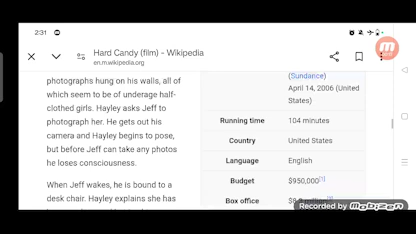 2:31
Hard Candy (film) - Wikipedia
en.m.wikipedia.org
photographs hung on his walls, all of
which seem to be of underage half-
clothed girls. Hayley asks Jeff to
photograph her. He gets out his
camera and Hayley begins to pose,
but before Jeff can take any photos
he loses consciousness.
When Jeff wakes, he is bound to a
desk chair. Hayley explains she has
(Sundance)
April 14, 2006 (United
States)
Running time 104 minutes
Country United States
Language English
Budget $950,000[1]
Box office
Recorded by mobizen